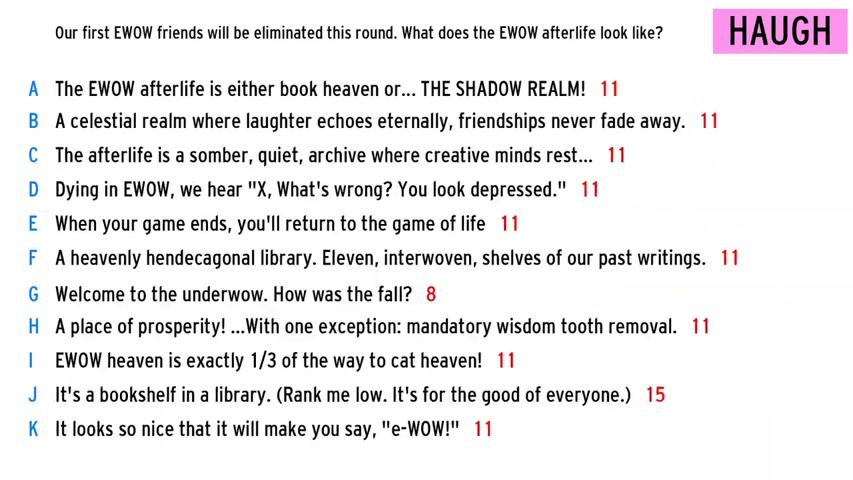 Our first EWOW friends will be eliminated this round. What does the EWOW afterlife look like?
HAUGH
A The EWOW afterlife is either book heaven or... THE SHADOW REALM! 11
B A celestial realm where laughter echoes eternally, friendships never fade away. 11
C The afterlife is a somber, quiet, archive where creative minds rest... 11
D Dying in EWOW, we hear "X, What's wrong? You look depressed." 11
E When your game ends, you'll return to the game of life 11
F A heavenly hendecagonal library. Eleven, interwoven, shelves of our past writings. 11
G Welcome to the underwow. How was the fall? 8
H A place of prosperity! ...With one exception: mandatory wisdom tooth removal. 11
I EWOW heaven is exactly 1/3 of the way to cat heaven! 11
J It's a bookshelf in a library. (Rank me low. It's for the good of everyone.) 15
K It looks so nice that it will make you say, "e-WOW!" 11